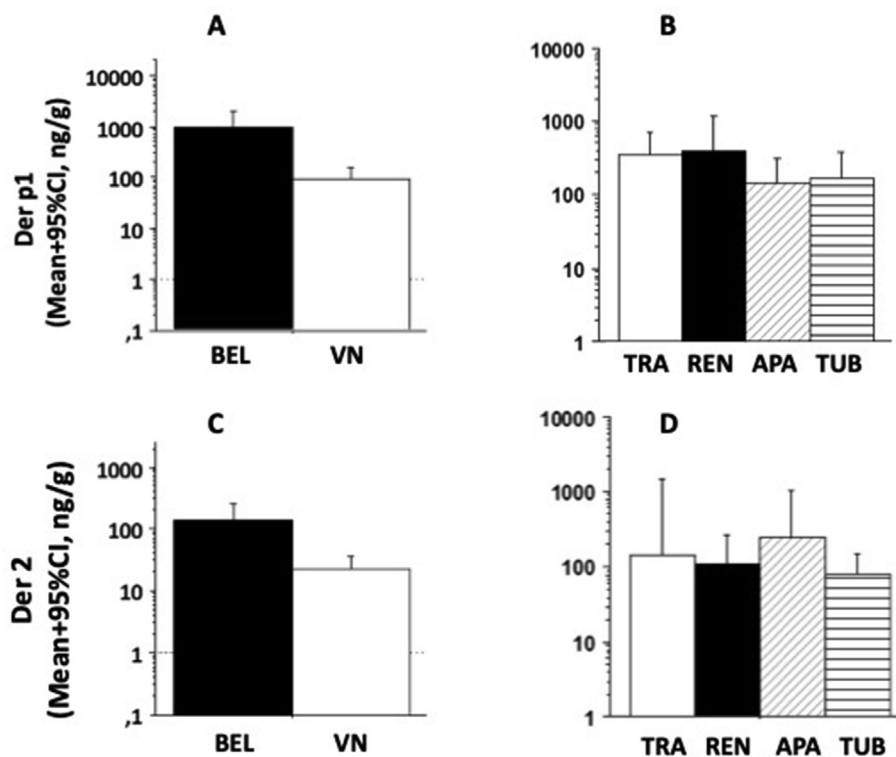 A
Der p1
(Mean+95%CI, ng/g)
10000
1000
100
10
1
,1
BEL VN
B
10000
1000
100
10
1
TRA REN APA TUB
C
Der 2
(Mean+95%CI, ng/g)
1000
100
10
1
,1
BEL VN
D
10000
1000
100
10
1
TRA REN APA TUB